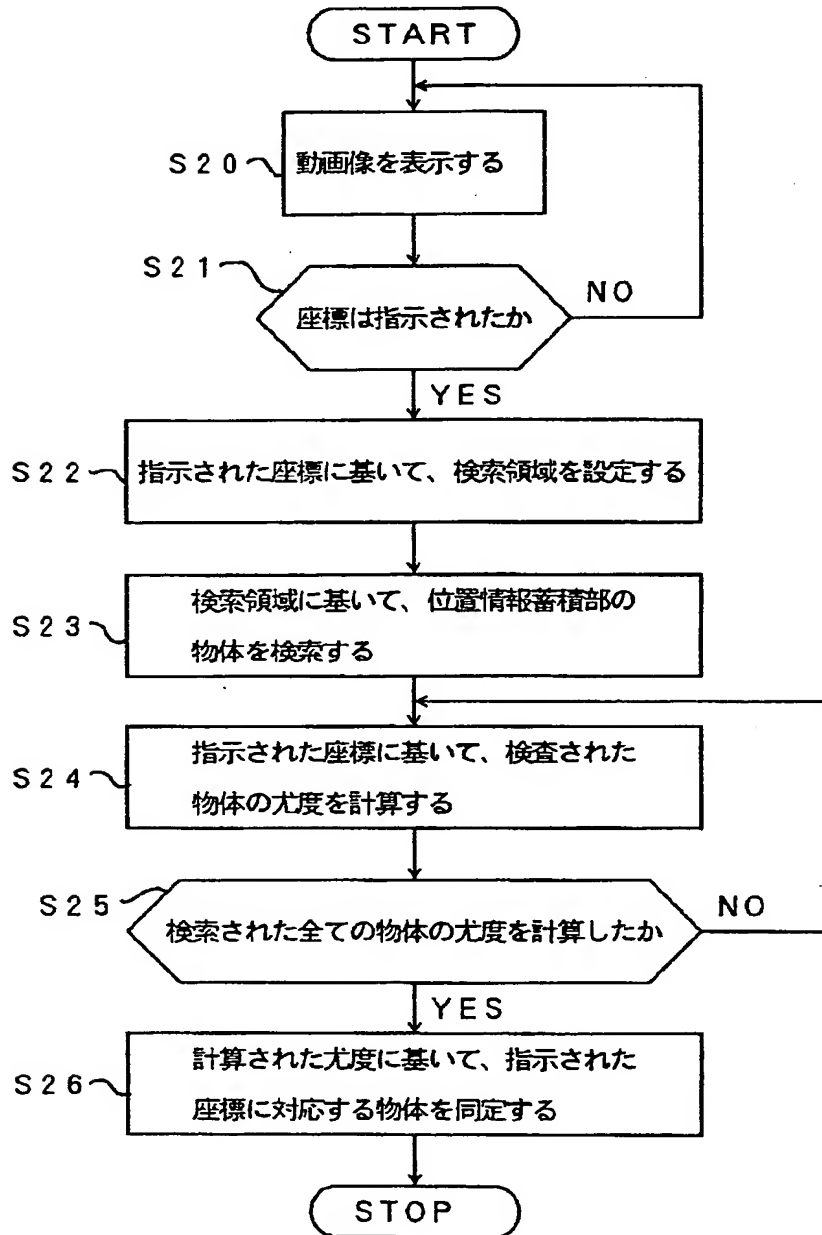 START
S20
動画像を表示する
S21
座標は指示されたか
NO
YES
S22
指示された座標に基いて、検索領域を設定する
S23
検索領域に基いて、位置情報蓄積部の
物体を検索する
S24
指示された座標に基いて、検査された
物体の尤度を計算する
S25
検索された全ての物体の尤度を計算したか
NO
YES
S26
計算された尤度に基いて、指示された
座標に対応する物体を同定する
STOP